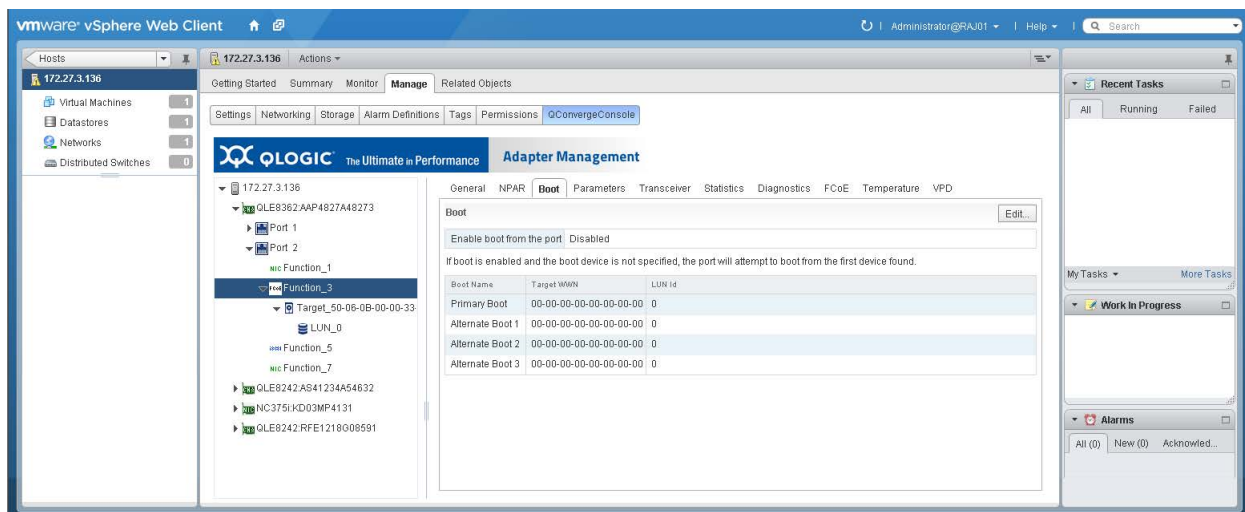 vmware® vSphere Web Client
Administrator@RAJ01 | Help | Search
Hosts
172.27.3.136
Virtual Machines 1
Datastores 1
Networks 1
Distributed Switches 0
172.27.3.136 Actions
Getting Started Summary Monitor Manage Related Objects
Settings Networking Storage Alarm Definitions Tags Permissions QConvergeConsole
QLOGIC® The Ultimate in Performance Adapter Management
172.27.3.136
QLE8362:AAP4827A48273
Port 1
Port 2
NIC Function_1
FCoE Function_3
Target_50-06-0B-00-00-33-
LUN_0
Function_5
NIC Function_7
QLE8242:AS41234A54632
NC375i:KD03MP4131
QLE8242:RFE1218G08591
General NPAR Boot Parameters Transceiver Statistics Diagnostics FCoE Temperature VPD
Boot Edit...
Enable boot from the port Disabled
If boot is enabled and the boot device is not specified, the port will attempt to boot from the first device found.
Boot Name Target WWN LUN Id
Primary Boot 00-00-00-00-00-00-00-00 0
Alternate Boot 1 00-00-00-00-00-00-00-00 0
Alternate Boot 2 00-00-00-00-00-00-00-00 0
Alternate Boot 3 00-00-00-00-00-00-00-00 0
Recent Tasks
All Running Failed
My Tasks More Tasks
Work In Progress
Alarms
All (0) New (0) Acknowled...